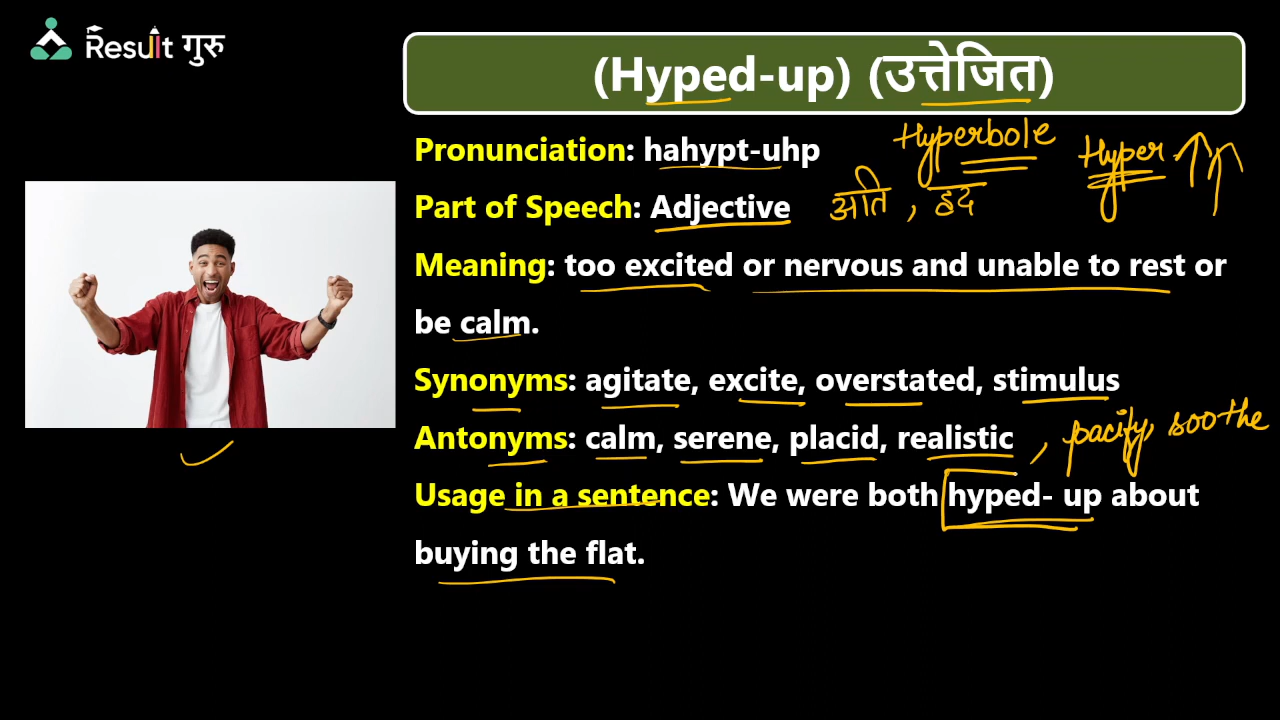 Result गुरु
(Hyped-up) (उत्तेजित)
Pronunciation: hahypt-uhp
Hyperbole
Hyper
Part of Speech: Adjective
अति , हद
Meaning: too excited or nervous and unable to rest or
be calm.
Synonyms: agitate, excite, overstated, stimulus
Antonyms: calm, serene, placid, realistic , pacify, soothe
Usage in a sentence: We were both hyped- up about
buying the flat.